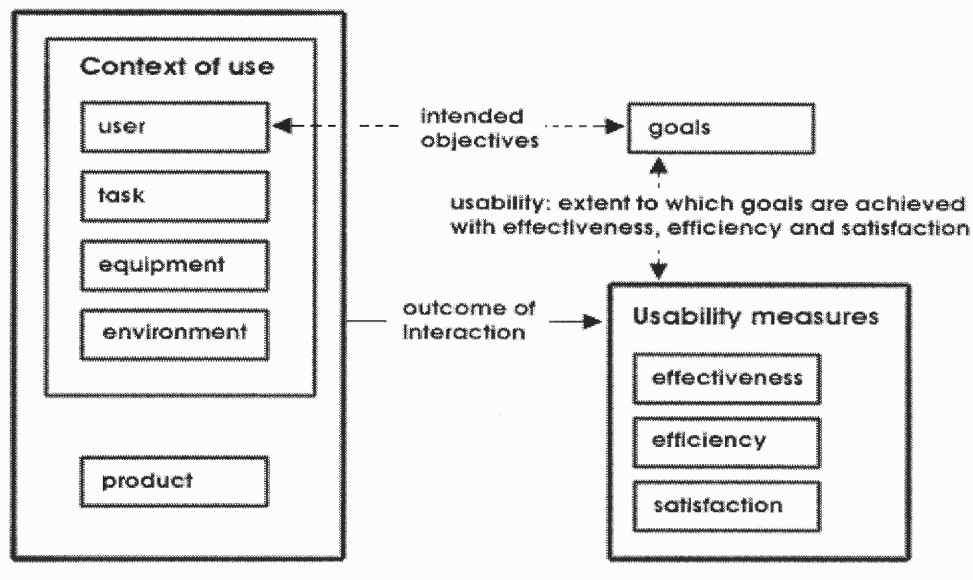 Context of use
user
task
equipment
environment
product
intended
objectives
goals
usability: extent to which goals are achieved
with effectiveness, efficiency and satisfaction
outcome of
Interaction
Usability measures
effectiveness
efficiency
satisfaction